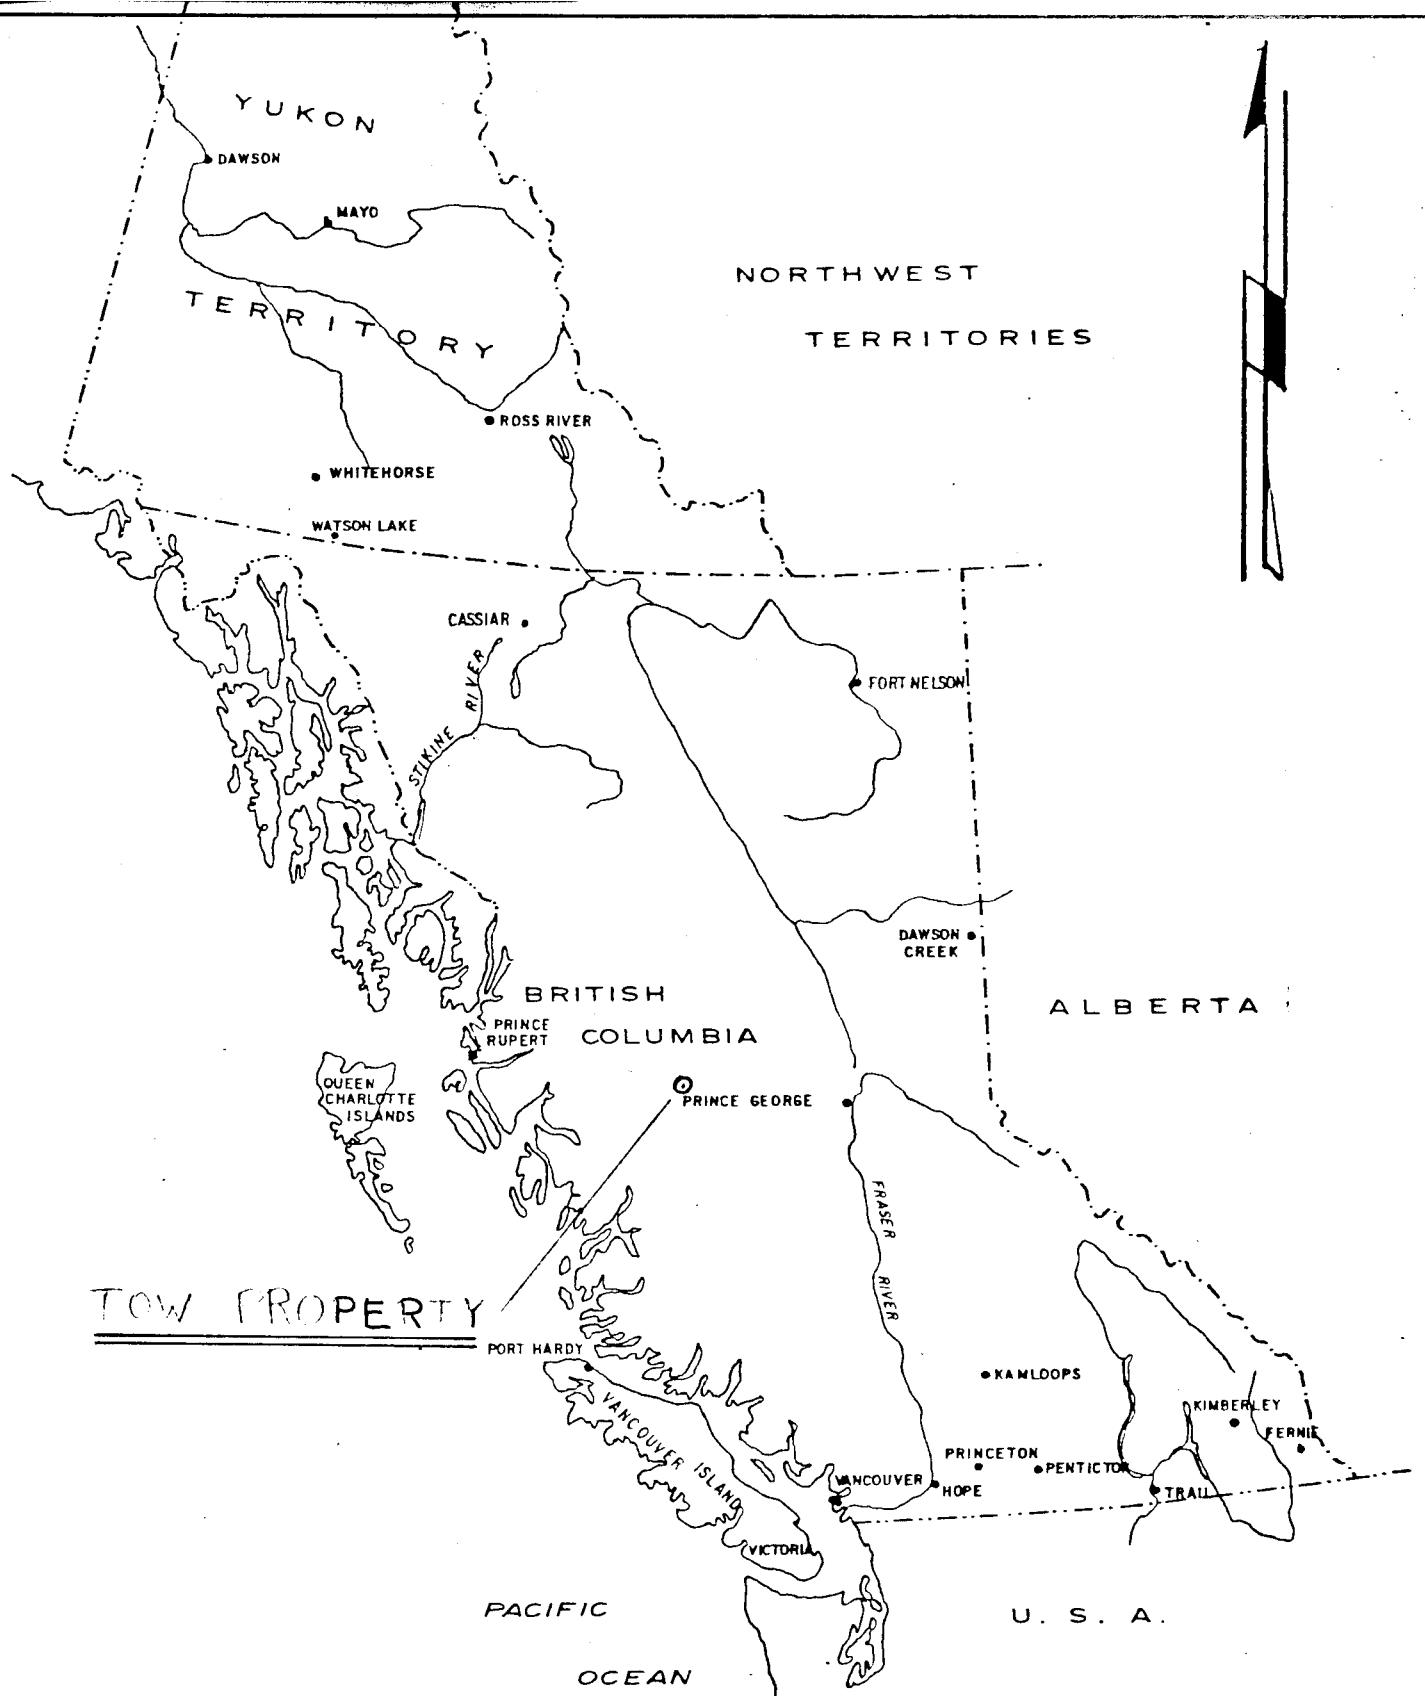 YUKON
DAWSON
MAYO
NORTHWEST
TERRITORY
TERRITORIES
ROSS RIVER
WHITEHORSE
WATSON LAKE
CASSIAR
STIKINE RIVER
FORT NELSON
DAWSON
CREEK
BRITISH
COLUMBIA
ALBERTA
PRINCE
RUPERT
QUEEN
CHARLOTTE
ISLANDS
PRINCE GEORGE
FRASER RIVER
TOW PROPERTY
PORT HARDY
VANCOUVER ISLAND
KAMLOOPS
KIMBERLEY
FERNIE
PRINCETON
PENTICTON
VANCOUVER
HOPE
TRAIL
VICTORIA
PACIFIC
OCEAN
U. S. A.